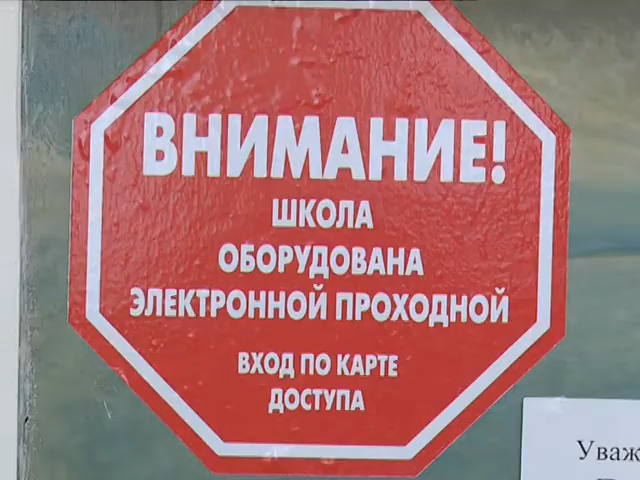 ВНИМАНИЕ!
ШКОЛА
ОБОРУДОВАНА
ЭЛЕКТРОННОЙ ПРОХОДНОЙ
ВХОД ПО КАРТЕ
ДОСТУПА